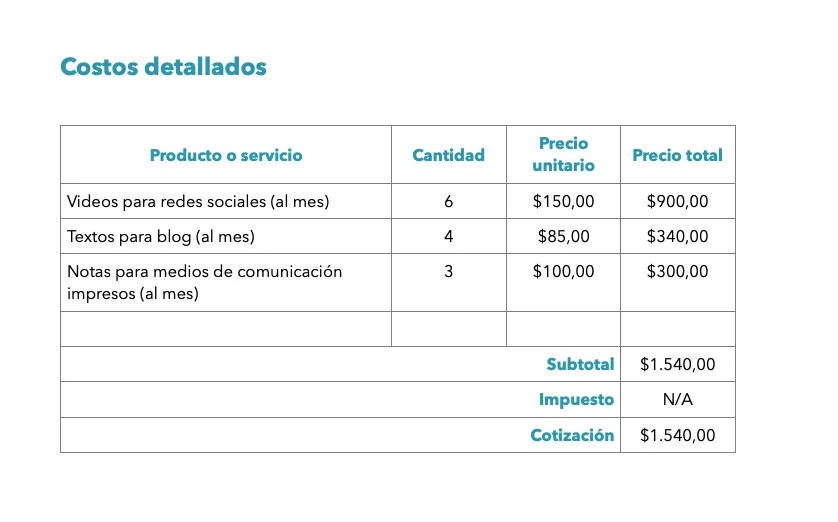 Costos detallados
Producto o servicio Cantidad Precio unitario Precio total
Videos para redes sociales (al mes) 6 $150,00 $900,00
Textos para blog (al mes) 4 $85,00 $340,00
Notas para medios de comunicación 3 $100,00 $300,00
impresos (al mes)
Subtotal $1.540,00
Impuesto N/A
Cotización $1.540,00